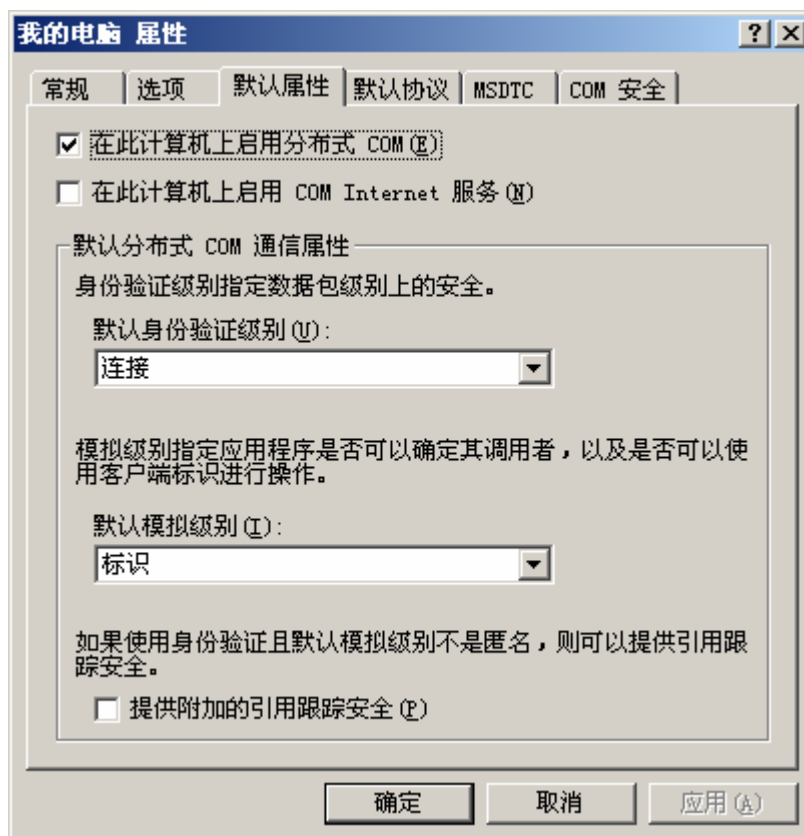 我的电脑 属性
常规 选项 默认属性 默认协议 MSDTC COM 安全
在此计算机上启用分布式 COM(E)
在此计算机上启用 COM Internet 服务(N)
默认分布式 COM 通信属性
身份验证级别指定数据包级别上的安全。
默认身份验证级别(U):
连接
模拟级别指定应用程序是否可以确定其调用者，以及是否可以使
用客户端标识进行操作。
默认模拟级别(I):
标识
如果使用身份验证且默认模拟级别不是匿名，则可以提供引用跟
踪安全。
提供附加的引用跟踪安全(P)
确定 取消 应用(A)